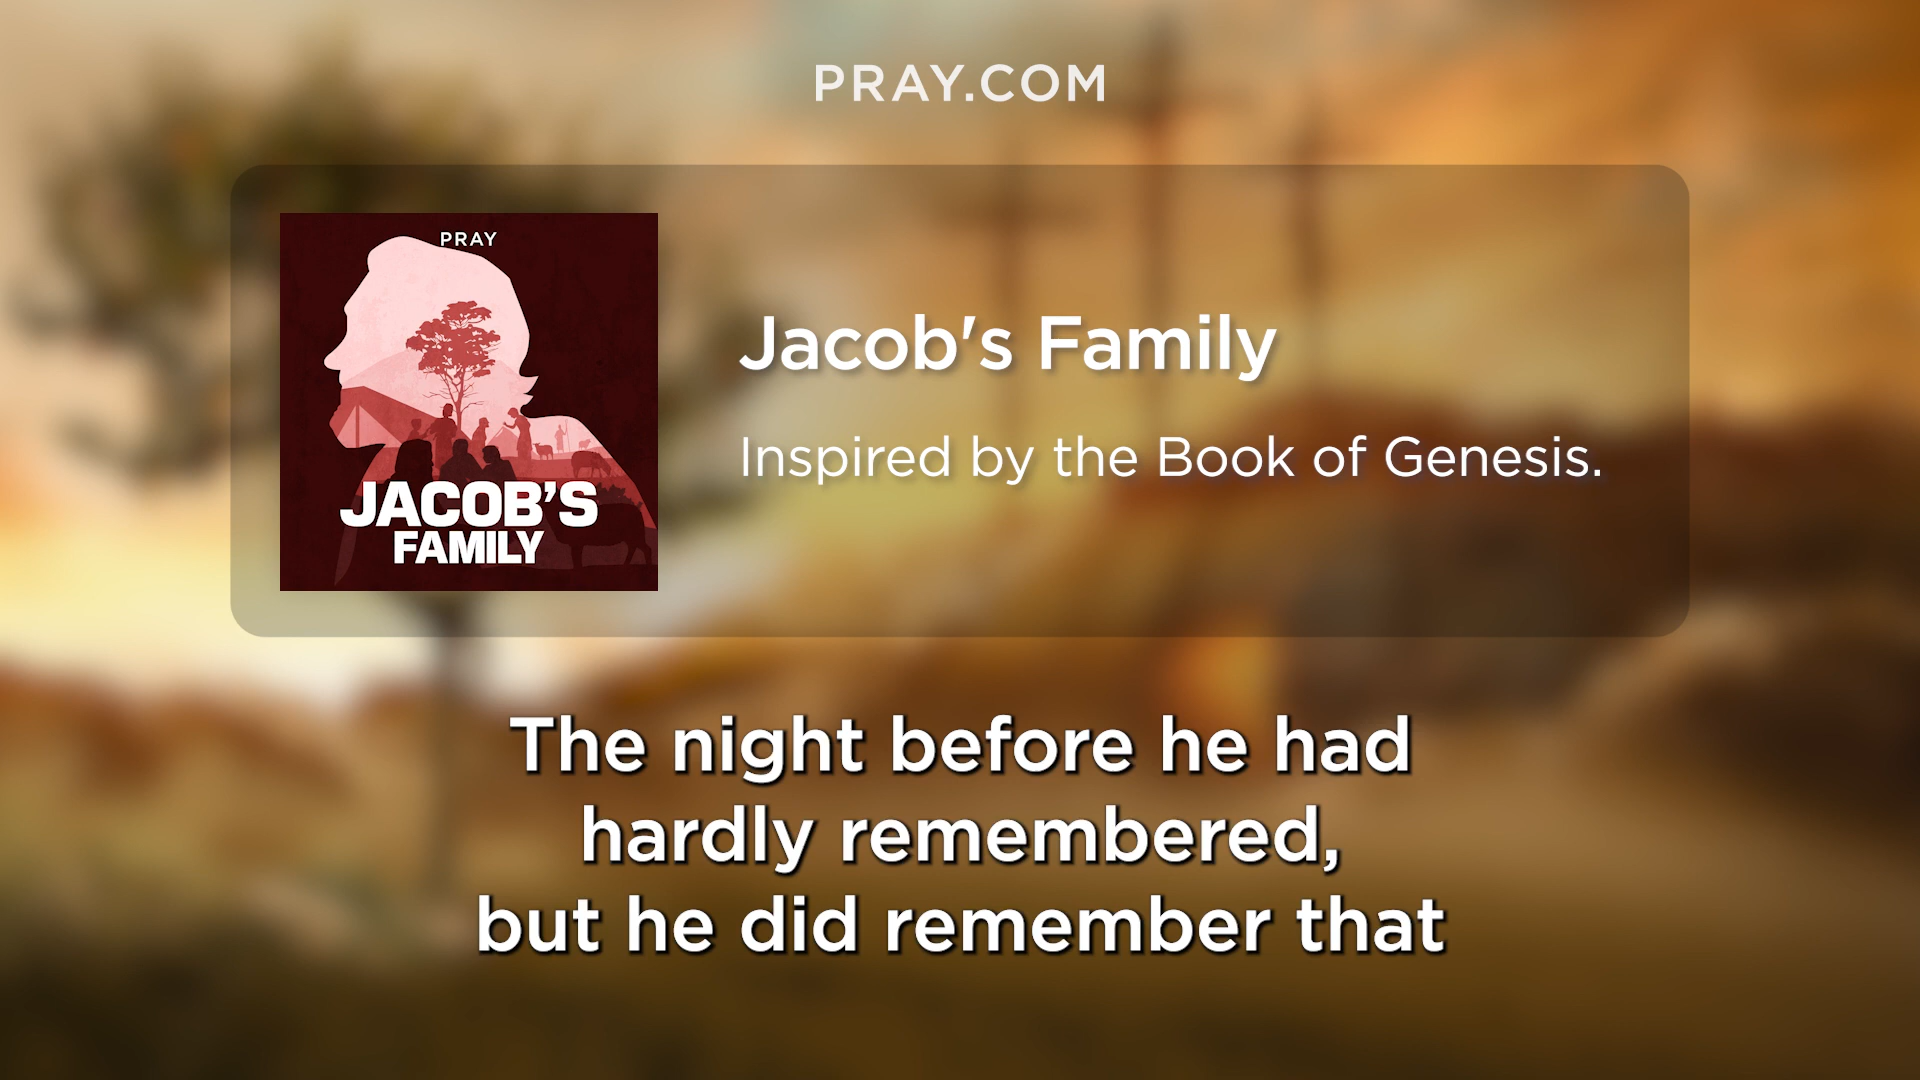 PRAY.COM
PRAY
JACOB'S
FAMILY
Jacob's Family
Inspired by the Book of Genesis.
The night before he had
hardly remembered,
but he did remember that